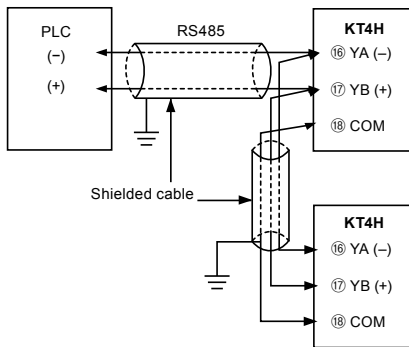 PLC
(–)
(+)
RS485
KT4H
⑯ YA (–)
⑰ YB (+)
⑱ COM
Shielded cable
KT4H
⑯ YA (–)
⑰ YB (+)
⑱ COM